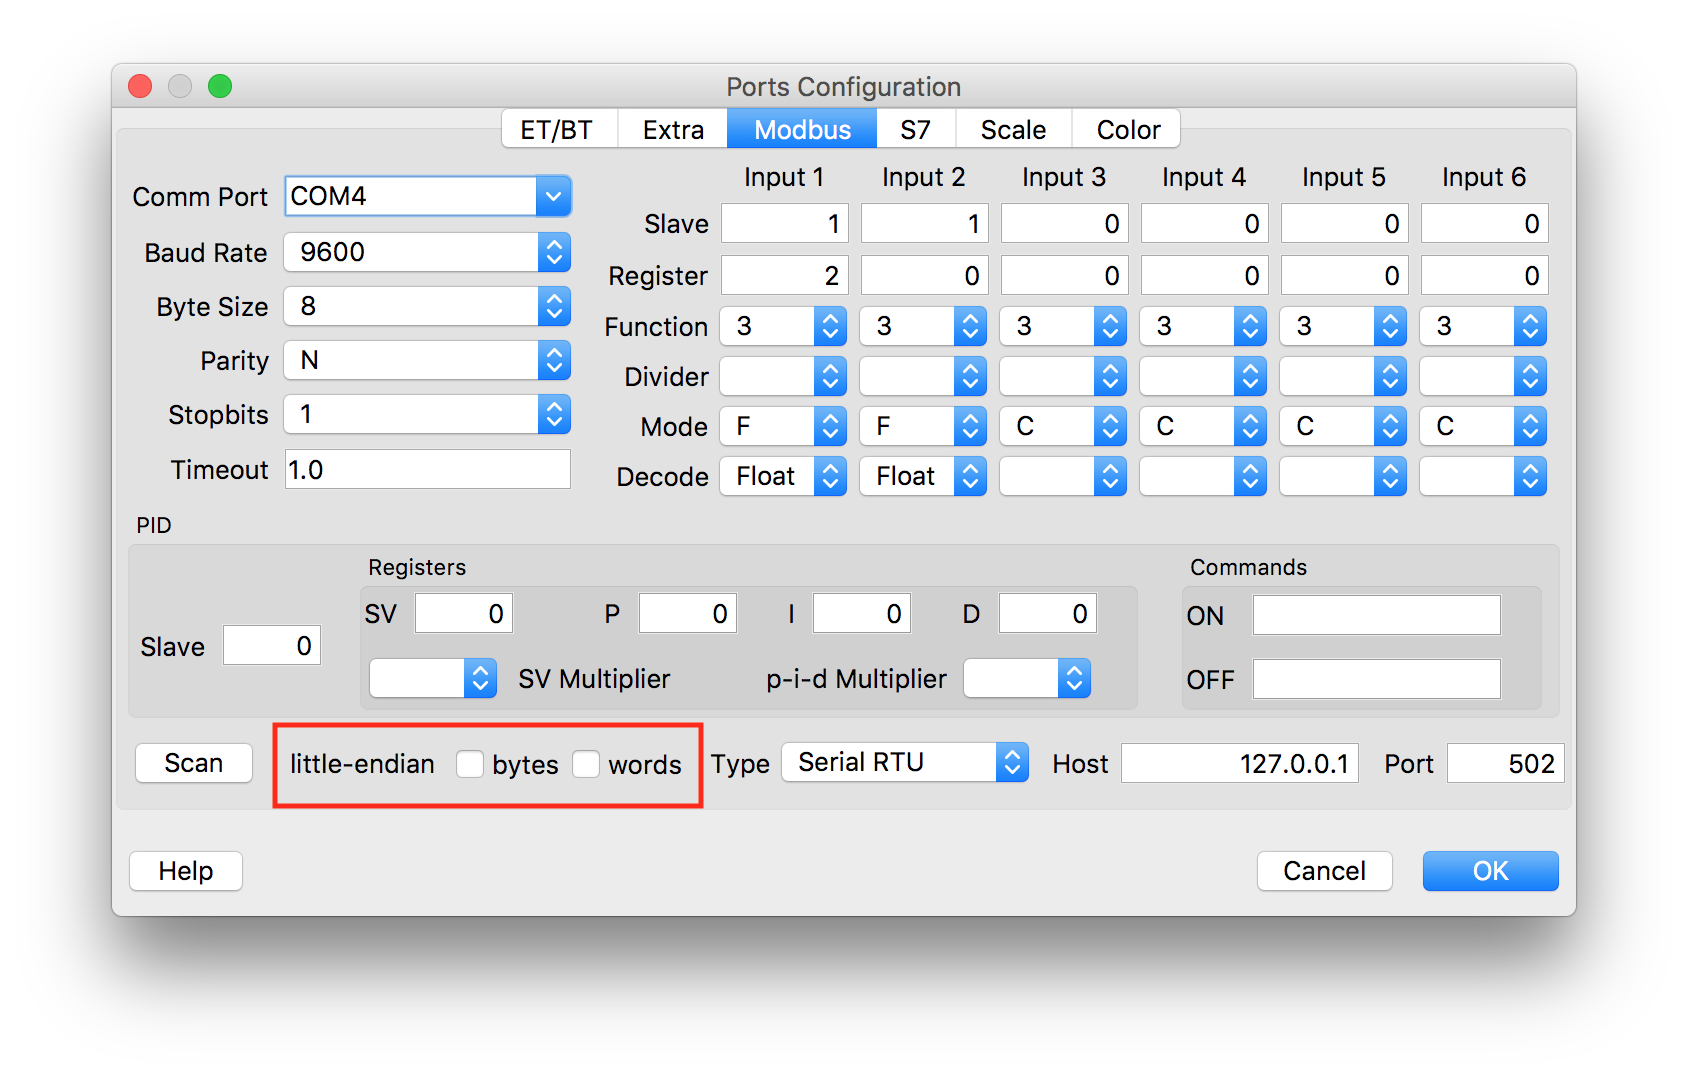 Ports Configuration
ET/BT Extra Modbus S7 Scale Color
Input 1 Input 2 Input 3 Input 4 Input 5 Input 6
Comm Port COM4
Slave 1 1 0 0 0 0
Baud Rate 9600
Register 2 0 0 0 0 0
Byte Size 8
Function 3 3 3 3 3 3
Parity N
Divider
Stopbits 1
Mode F F C C C C
Timeout 1.0
Decode Float Float
PID
Registers Commands
SV 0 P 0 I 0 D 0 ON
Slave 0
SV Multiplier p-i-d Multiplier OFF
Scan little-endian bytes words Type Serial RTU Host 127.0.0.1 Port 502
Help Cancel OK